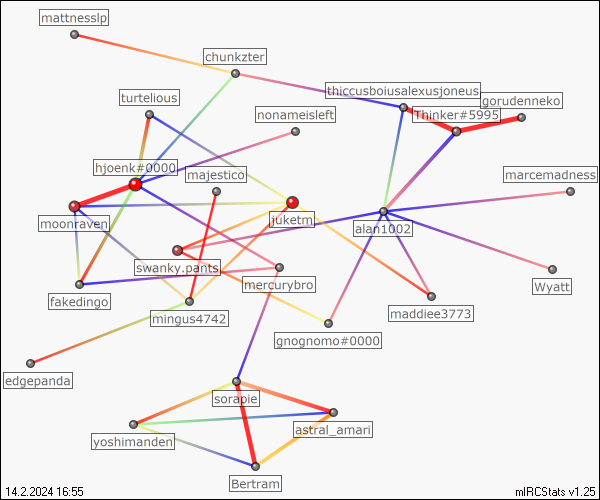 mattnesslp
chunkzter
thiccusboiusalexusjoneus
turtelious
gorudenneko
nonameisleft
Thinker#5995
hjoenk#0000
majestico
marcemadness
moonraven
juketm
alan1002
swanky.pants
Wyatt
mercurybro
fakedingo
maddiee3773
mingus4742
gnognomo#0000
edgepanda
sorapie
astral_amari
yoshimanden
Bertram
14.2.2024 16:55
mIRCStats v1.25